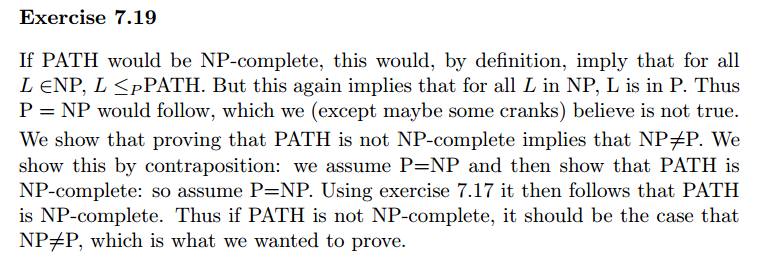 Exercise 7.19
If PATH would be NP-complete, this would, by definition, imply that for all
L ∈NP, L ≤P PATH. But this again implies that for all L in NP, L is in P. Thus
P = NP would follow, which we (except maybe some cranks) believe is not true.
We show that proving that PATH is not NP-complete implies that NP≠P. We
show this by contraposition: we assume P=NP and then show that PATH is
NP-complete: so assume P=NP. Using exercise 7.17 it then follows that PATH
is NP-complete. Thus if PATH is not NP-complete, it should be the case that
NP≠P, which is what we wanted to prove.